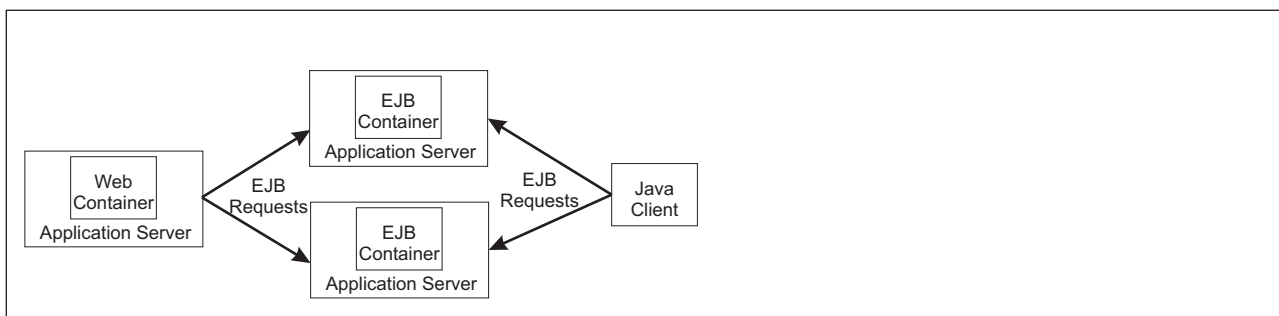 EJB
Container
Application Server
Web
Container
Application Server
EJB
Requests
EJB
Requests
Java
Client
EJB
Container
Application Server